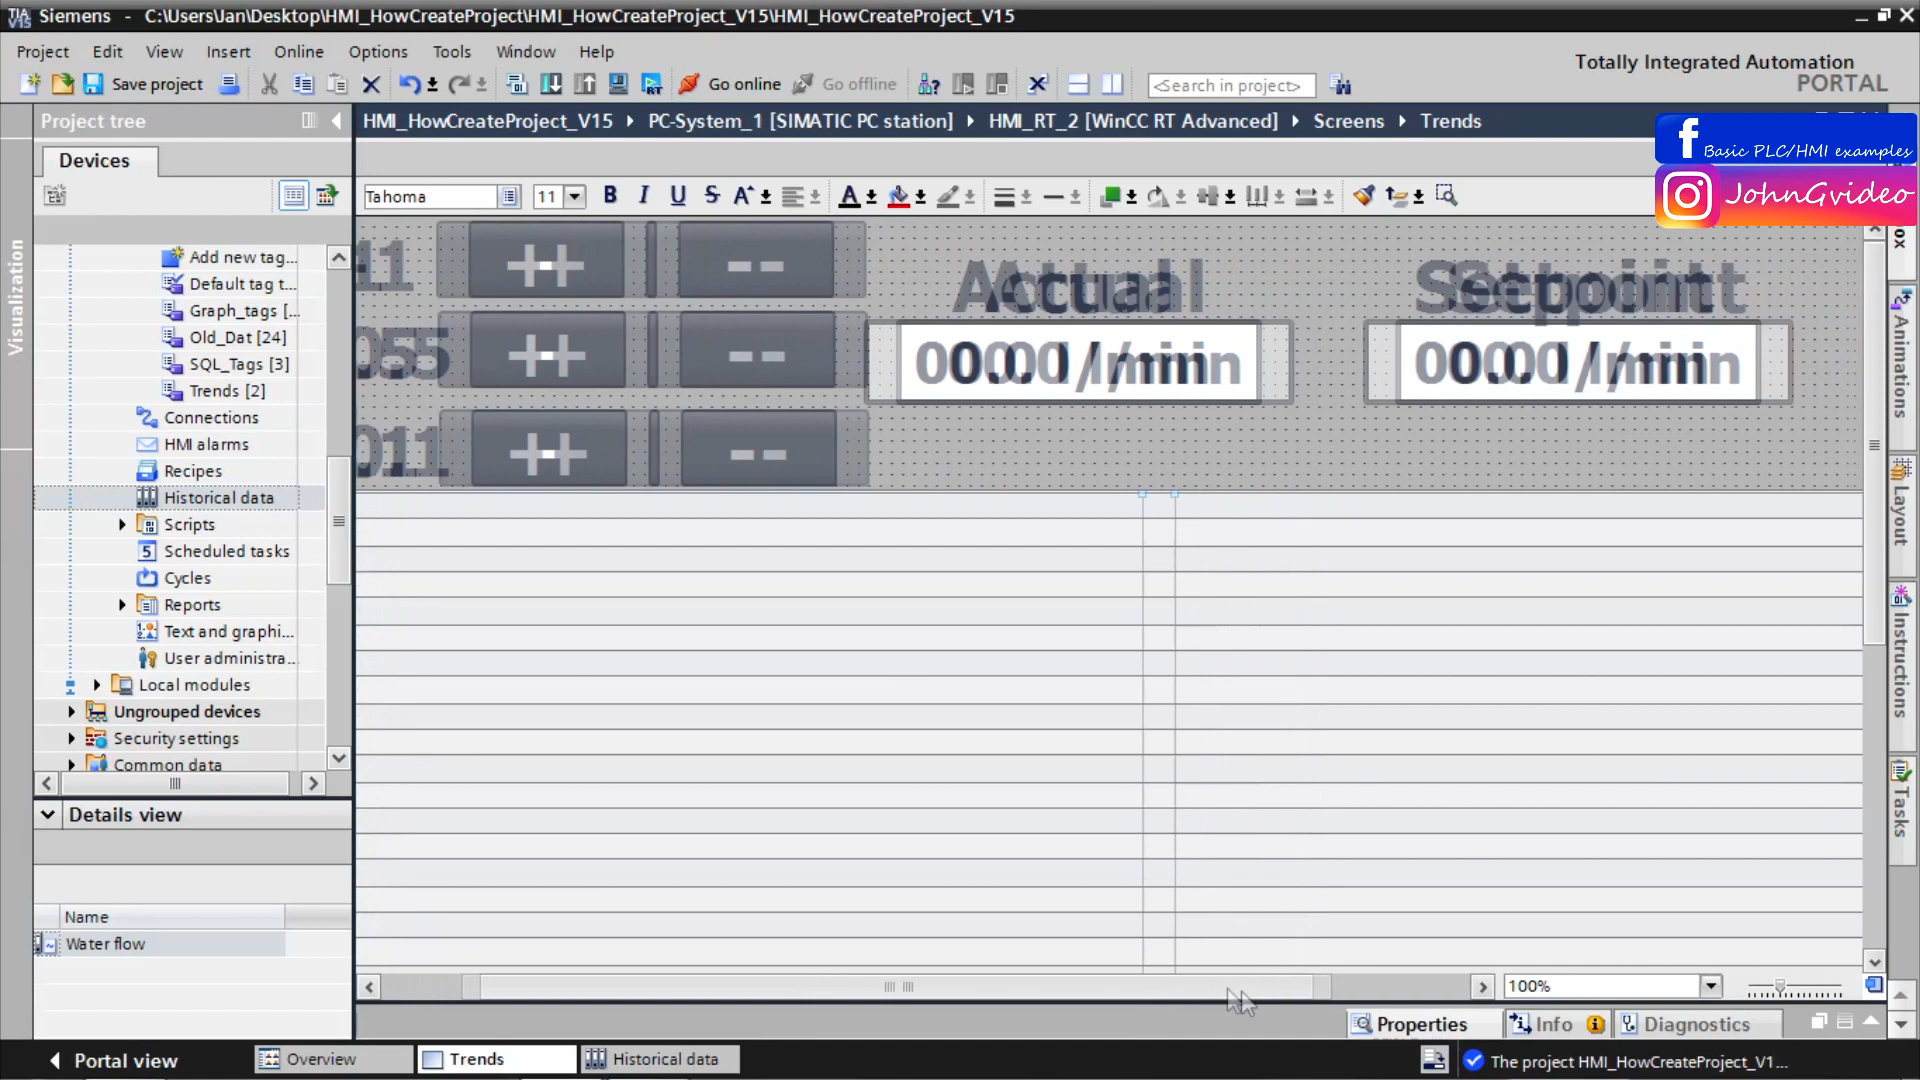 Siemens - C:\Users\Jan\Desktop\HMI_HowCreateProject\HMI_HowCreateProject_V15\HMI_HowCreateProject_V15
Project Edit View Insert Online Options Tools Window Help
Totally Integrated Automation
PORTAL
Save project
Go online
Go offline
<Search in project>
Project tree
HMI_HowCreateProject_V15 PC-System_1 [SIMATIC PC station] HMI_RT_2 [WinCC RT Advanced] Screens Trends
Basic PLC/HMI examples
JohnGvideo
Devices
Tahoma 11
Visualization
Add new tag...
Default tag t...
Graph_tags [...
Old_Dat [24]
SQL_Tags [3]
Trends [2]
Connections
HMI alarms
Recipes
Historical data
Scripts
Scheduled tasks
Cycles
Reports
Text and graphi...
User administra...
Local modules
Ungrouped devices
Security settings
Common data
Details view
Name
Water flow
++ --
++ --
++ --
Actual
Setpoint
Animations
Layout
Instructions
Tasks
100%
Properties Info Diagnostics
Portal view Overview Trends Historical data
The project HMI_HowCreateProject_V1...